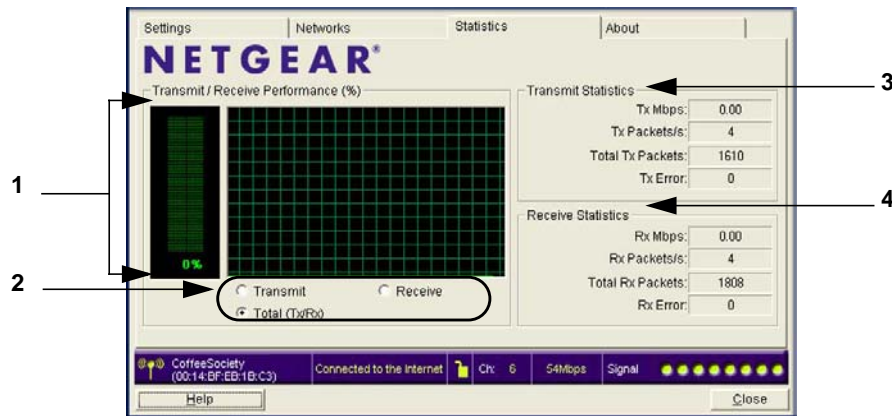 Settings
Networks
Statistics
About
NETGEAR®
Transmit / Receive Performance (%)
0%
Transmit
Receive
Total (Tx/Rx)
Transmit Statistics
Tx Mbps: 0.00
Tx Packets/s: 4
Total Tx Packets: 1610
Tx Error: 0
Receive Statistics
Rx Mbps: 0.00
Rx Packets/s: 4
Total Rx Packets: 1808
Rx Error: 0
1
2
3
4
CoffeeSociety
(00:14:BF:EB:1B:C3)
Connected to the Internet
Ch: 6
54Mbps
Signal
Help
Close